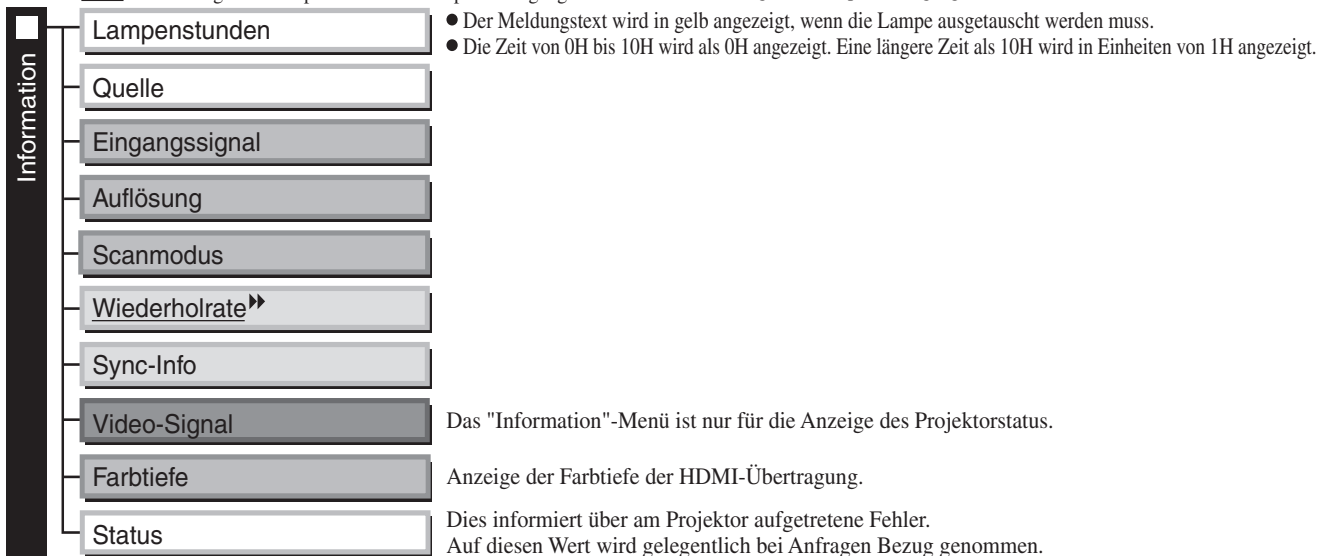 Information
Lampenstunden
● Der Meldungstext wird in gelb angezeigt, wenn die Lampe ausgetauscht werden muss.
● Die Zeit von 0H bis 10H wird als 0H angezeigt. Eine längere Zeit als 10H wird in Einheiten von 1H angezeigt.
Quelle
Eingangssignal
Auflösung
Scanmodus
Wiederholrate
Sync-Info
Video-Signal
Das "Information"-Menü ist nur für die Anzeige des Projektorstatus.
Farbtiefe
Anzeige der Farbtiefe der HDMI-Übertragung.
Status
Dies informiert über am Projektor aufgetretene Fehler.
Auf diesen Wert wird gelegentlich bei Anfragen Bezug genommen.